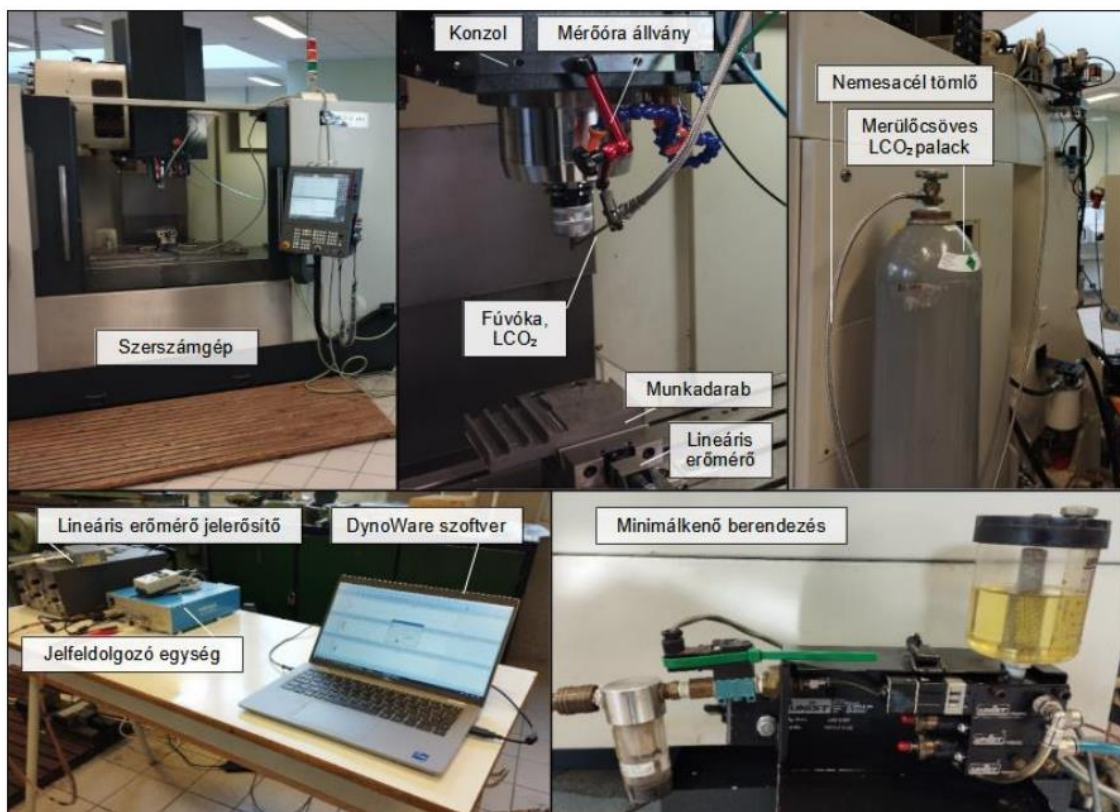 Szerszámgép
Konzol
Mérőóra állvány
Fúvóka,
LCO₂
Munkadarab
Lineáris
erőmérő
Nemesacél tömlő
Merülőcsöves
LCO₂ palack
Lineáris erőmérő jelerősítő
DynoWare szoftver
Jelfeldolgozó egység
Minimálkenő berendezés
UNIST